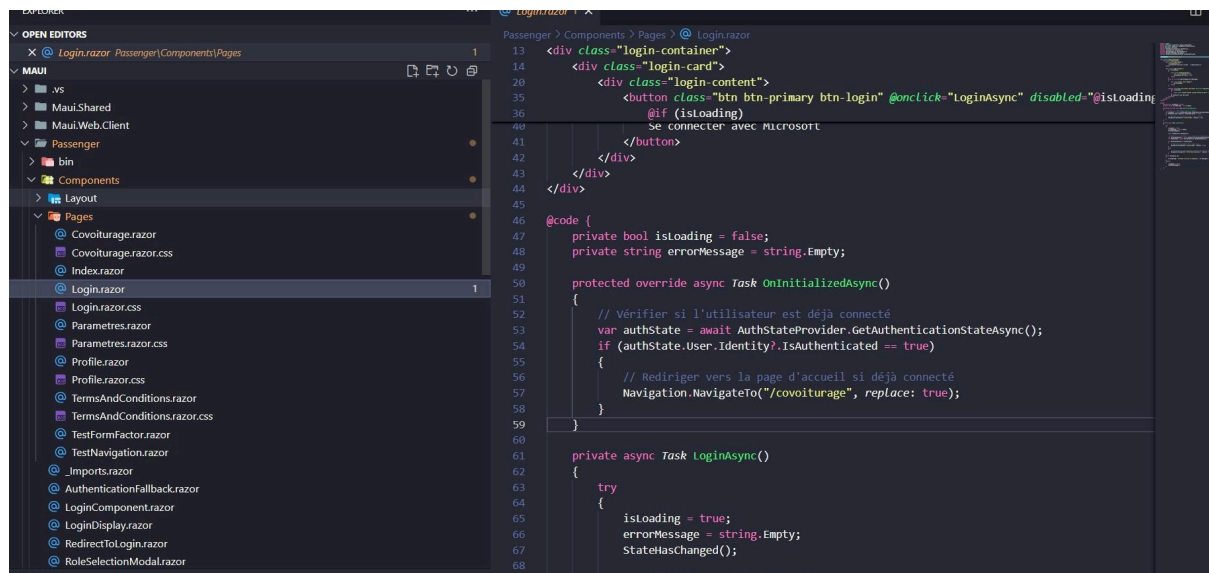 EXPLORER
Login.razor 1 X
OPEN EDITORS
X @ Login.razor Passenger\Components\Pages 1
MAUI
.vs
Maui.Shared
Maui.Web.Client
Passenger
bin
Components
Layout
Pages
@ Covoiturage.razor
Covoiturage.razor.css
@ Index.razor
@ Login.razor 1
Login.razor.css
@ Parametres.razor
Parametres.razor.css
@ Profile.razor
Profile.razor.css
@ TermsAndConditions.razor
TermsAndConditions.razor.css
@ TestFormFactor.razor
@ TestNavigation.razor
@ _Imports.razor
@ AuthenticationFallback.razor
@ LoginComponent.razor
@ LoginDisplay.razor
@ RedirectToLogin.razor
@ RoleSelectionModal.razor
Passenger > Components > Pages > @ Login.razor
13 <div class="login-container">
14 <div class="login-card">
20 <div class="login-content">
35 <button class="btn btn-primary btn-login" @onclick="LoginAsync" disabled="@isLoading
36 @if (isLoading)
40 Se connecter avec Microsoft
41 </button>
42 </div>
43 </div>
44 </div>
45
46 @code {
47 private bool isLoading = false;
48 private string errorMessage = string.Empty;
49
50 protected override async Task OnInitializedAsync()
51 {
52 // Vérifier si l'utilisateur est déjà connecté
53 var authState = await AuthStateProvider.GetAuthenticationStateAsync();
54 if (authState.User.Identity?.IsAuthenticated == true)
55 {
56 // Rediriger vers la page d'accueil si déjà connecté
57 Navigation.NavigateTo("/covoiturage", replace: true);
58 }
59 }
60
61 private async Task LoginAsync()
62 {
63 try
64 {
65 isLoading = true;
66 errorMessage = string.Empty;
67 StateHasChanged();
68